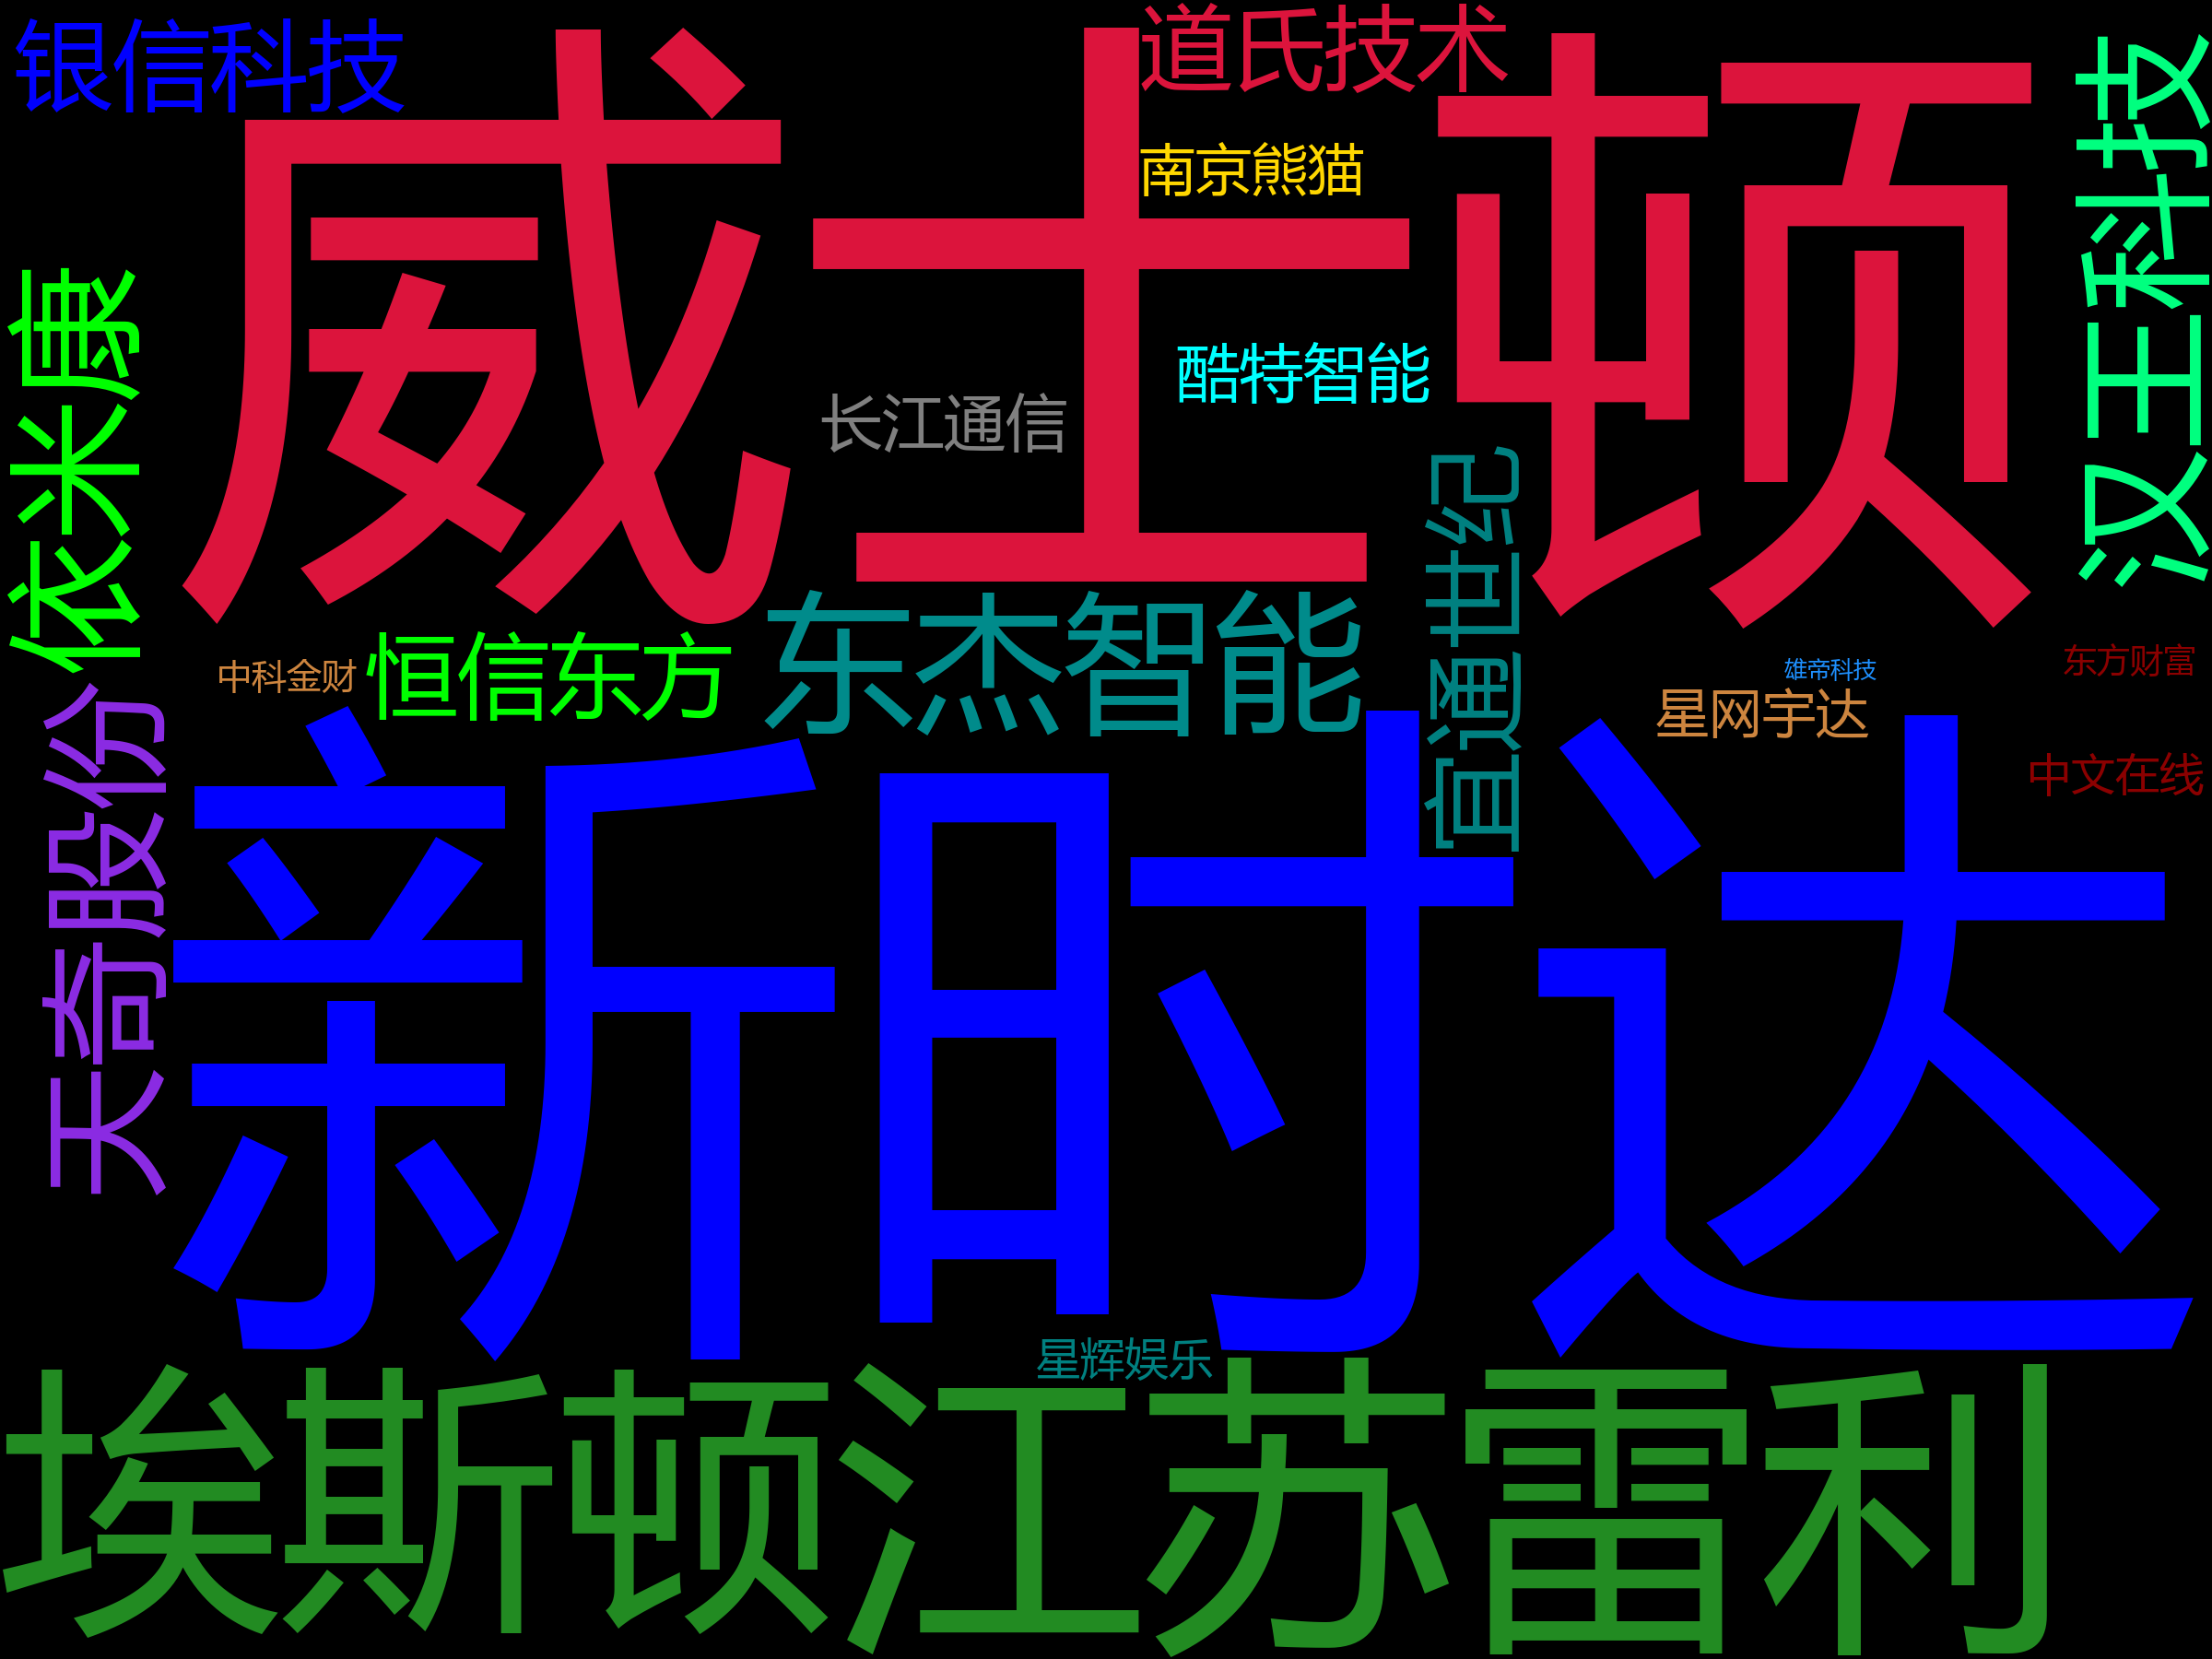 银信科技
道氏技术
威士顿
南京熊猫
汉王科技
依米康
酷特智能
长江通信
直通世纪
东杰智能
恒信东方
中科金财
东方财富
雄帝科技
星网宇达
中文在线
天奇股份
新时达
星辉娱乐
埃斯顿
江苏雷利